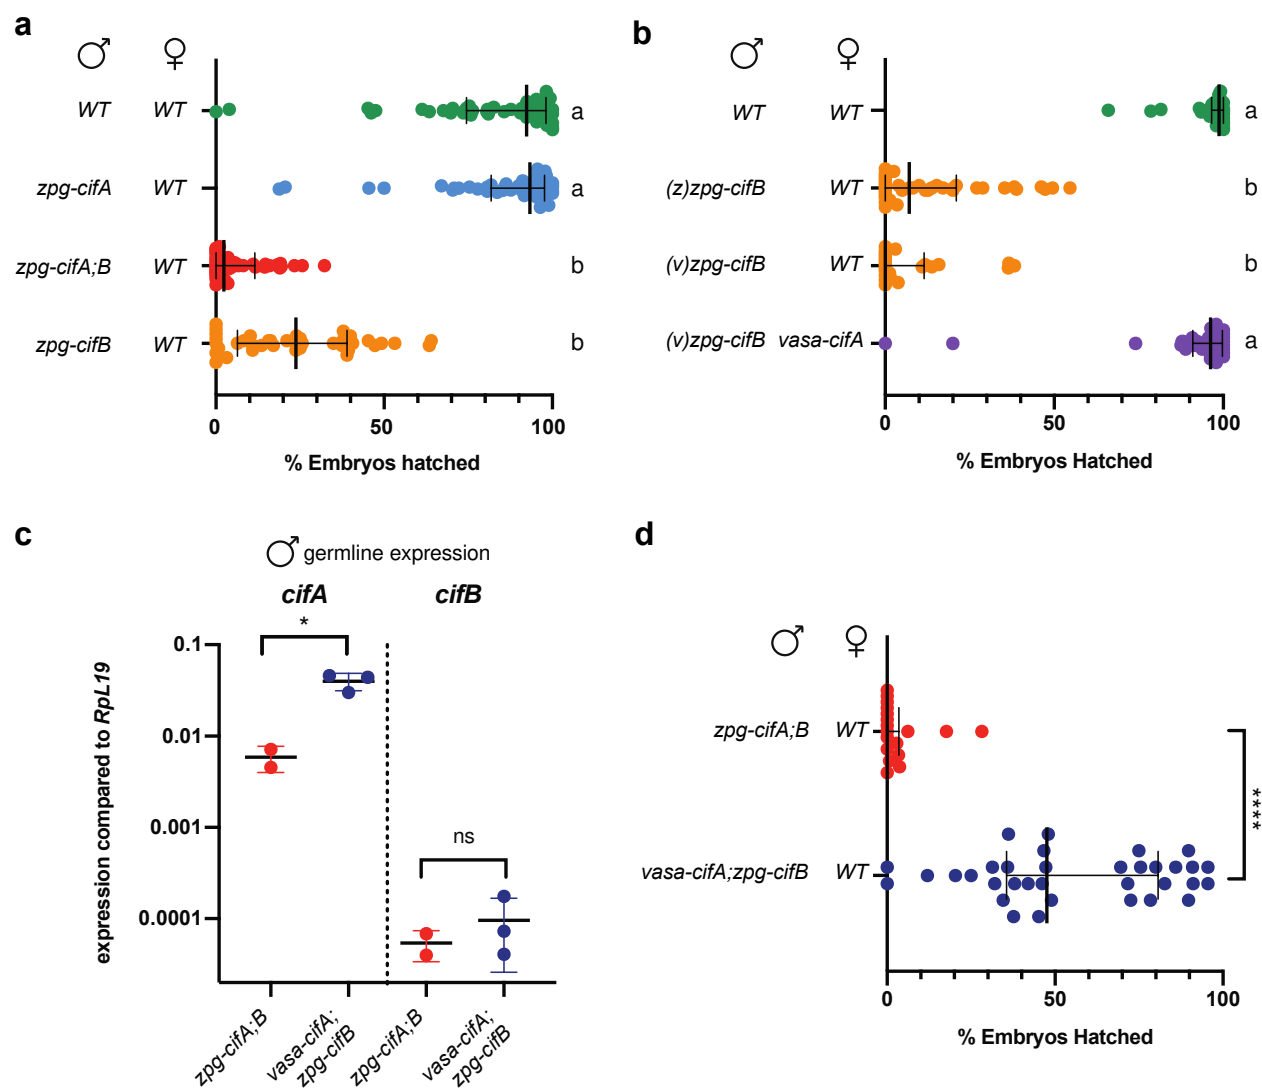 a
♂ ♀
WT WT a
zpg-cifA WT a
zpg-cifA;B WT b
zpg-cifB WT b
0 50 100
% Embryos hatched
b
♂ ♀
WT WT a
(z)zpg-cifB WT b
(v)zpg-cifB WT b
(v)zpg-cifB vasa-cifA a
0 50 100
% Embryos Hatched
c
♂ germline expression
cifA cifB
*
ns
0.1
0.01
0.001
0.0001
expression compared to RpL19
zpg-cifA;B
vasa-cifA;
zpg-cifB
zpg-cifA;B
vasa-cifA;
zpg-cifB
d
♂ ♀
zpg-cifA;B WT
vasa-cifA;zpg-cifB WT
****
0 50 100
% Embryos Hatched